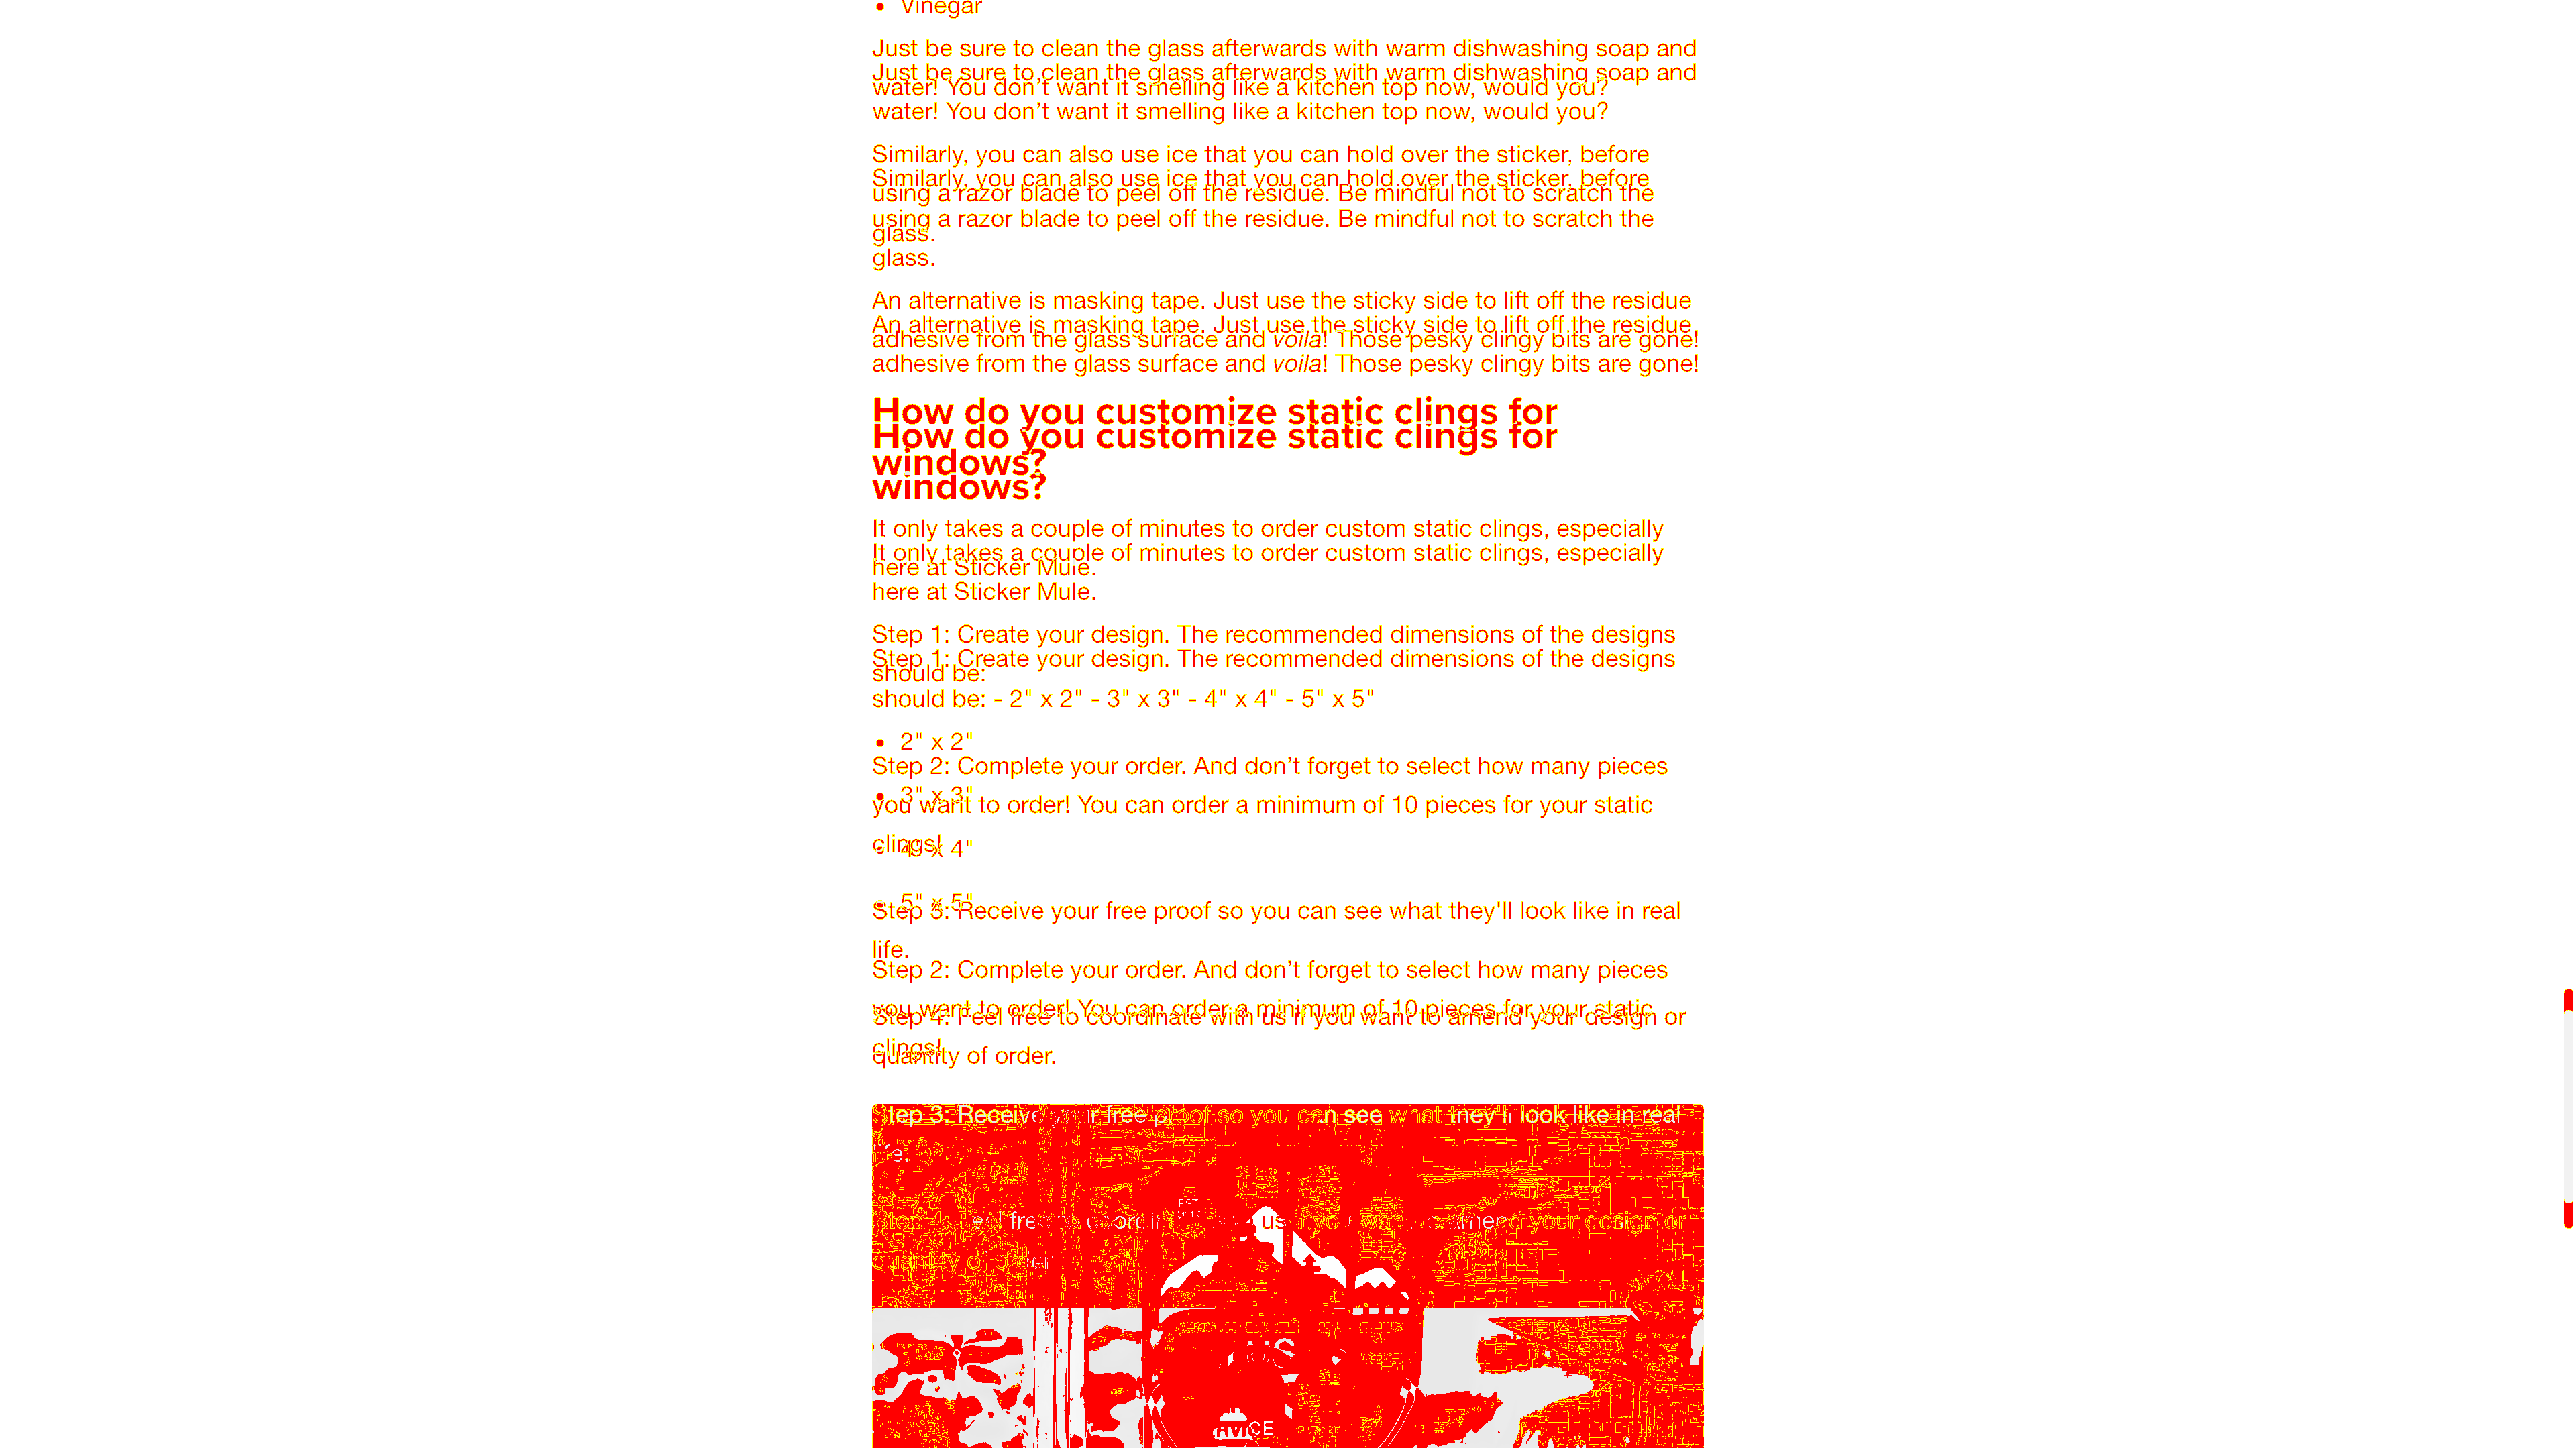 • Vinegar
Just be sure to clean the glass afterwards with warm dishwashing soap and
Just be sure to clean the glass afterwards with warm dishwashing soap and
water! You don’t want it smelling like a kitchen top now, would you?
water! You don’t want it smelling like a kitchen top now, would you?
Similarly, you can also use ice that you can hold over the sticker, before
Similarly, you can also use ice that you can hold over the sticker, before
using a razor blade to peel off the residue. Be mindful not to scratch the
using a razor blade to peel off the residue. Be mindful not to scratch the
glass.
glass.
An alternative is masking tape. Just use the sticky side to lift off the residue
An alternative is masking tape. Just use the sticky side to lift off the residue
adhesive from the glass surface and voila! Those pesky clingy bits are gone!
adhesive from the glass surface and voila! Those pesky clingy bits are gone!
How do you customize static clings for
How do you customize static clings for
windows?
windows?
It only takes a couple of minutes to order custom static clings, especially
It only takes a couple of minutes to order custom static clings, especially
here at Sticker Mule.
here at Sticker Mule.
Step 1: Create your design. The recommended dimensions of the designs
Step 1: Create your design. The recommended dimensions of the designs
should be:
should be: - 2" x 2" - 3" x 3" - 4" x 4" - 5" x 5"
• 2" x 2"
Step 2: Complete your order. And don’t forget to select how many pieces
• 3" x 3"
you want to order! You can order a minimum of 10 pieces for your static
clings!
• 4" x 4"
• 5" x 5"
Step 3: Receive your free proof so you can see what they'll look like in real
life.
Step 2: Complete your order. And don’t forget to select how many pieces
you want to order! You can order a minimum of 10 pieces for your static
Step 4: Feel free to coordinate with us if you want to amend your design or
clings!
quantity of order.
Step 3: Receive your free proof so you can see what they'll look like in real
life.
EST.
Step 4: Feel free to coordinate with us if you want to amend your design or
quantity of order